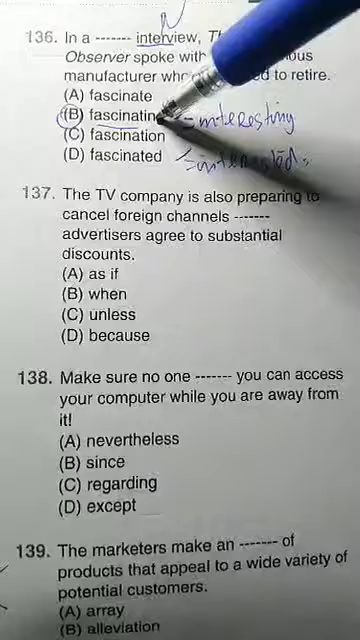 N
136. In a ------- interview, Th
Observer spoke with ous
manufacturer who ed to retire.
(A) fascinate
(B) fascinatin = interesting
(C) fascination
(D) fascinated = interested.
137. The TV company is also preparing to
cancel foreign channels -------
advertisers agree to substantial
discounts.
(A) as if
(B) when
(C) unless
(D) because
138. Make sure no one ------- you can access
your computer while you are away from
it!
(A) nevertheless
(B) since
(C) regarding
(D) except
139. The marketers make an ------- of
products that appeal to a wide variety of
potential customers.
(A) array
(B) alleviation